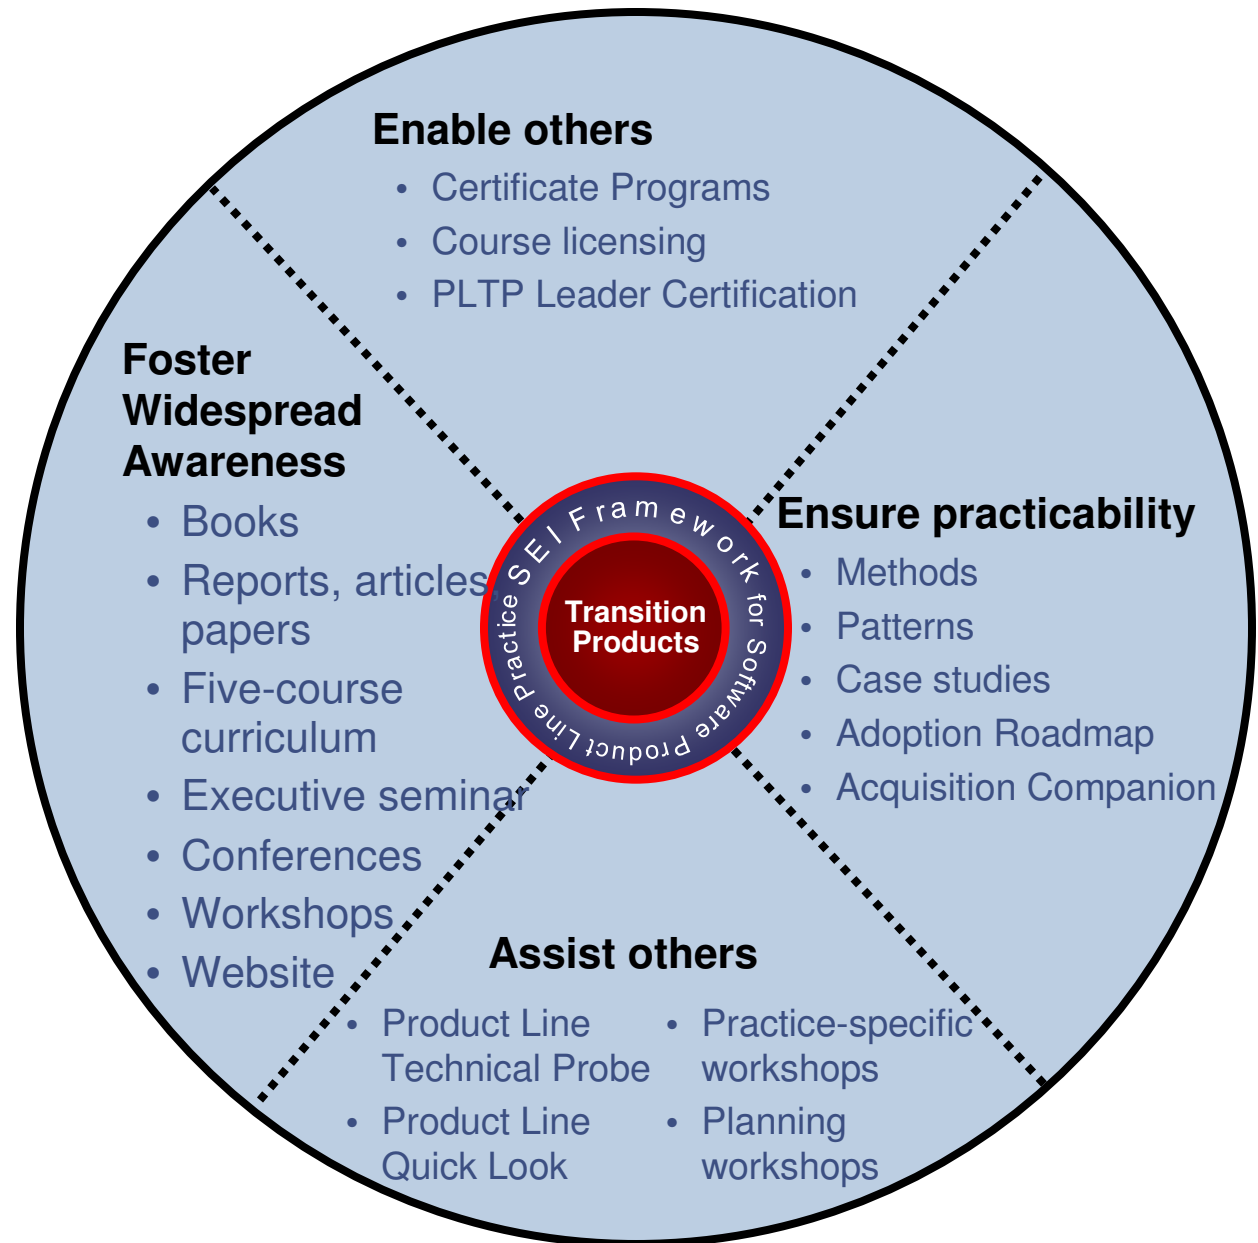 Enable others
• Certificate Programs
• Course licensing
• PLTP Leader Certification
Foster
Widespread
Awareness
• Books
• Reports, articles,
papers
• Five-course
curriculum
• Executive seminar
• Conferences
• Workshops
• Website
SEI Framework for Software Product Line Practice
Transition
Products
Ensure practicability
• Methods
• Patterns
• Case studies
• Adoption Roadmap
• Acquisition Companion
Assist others
• Product Line
Technical Probe
• Product Line
Quick Look
• Practice-specific
workshops
• Planning
workshops